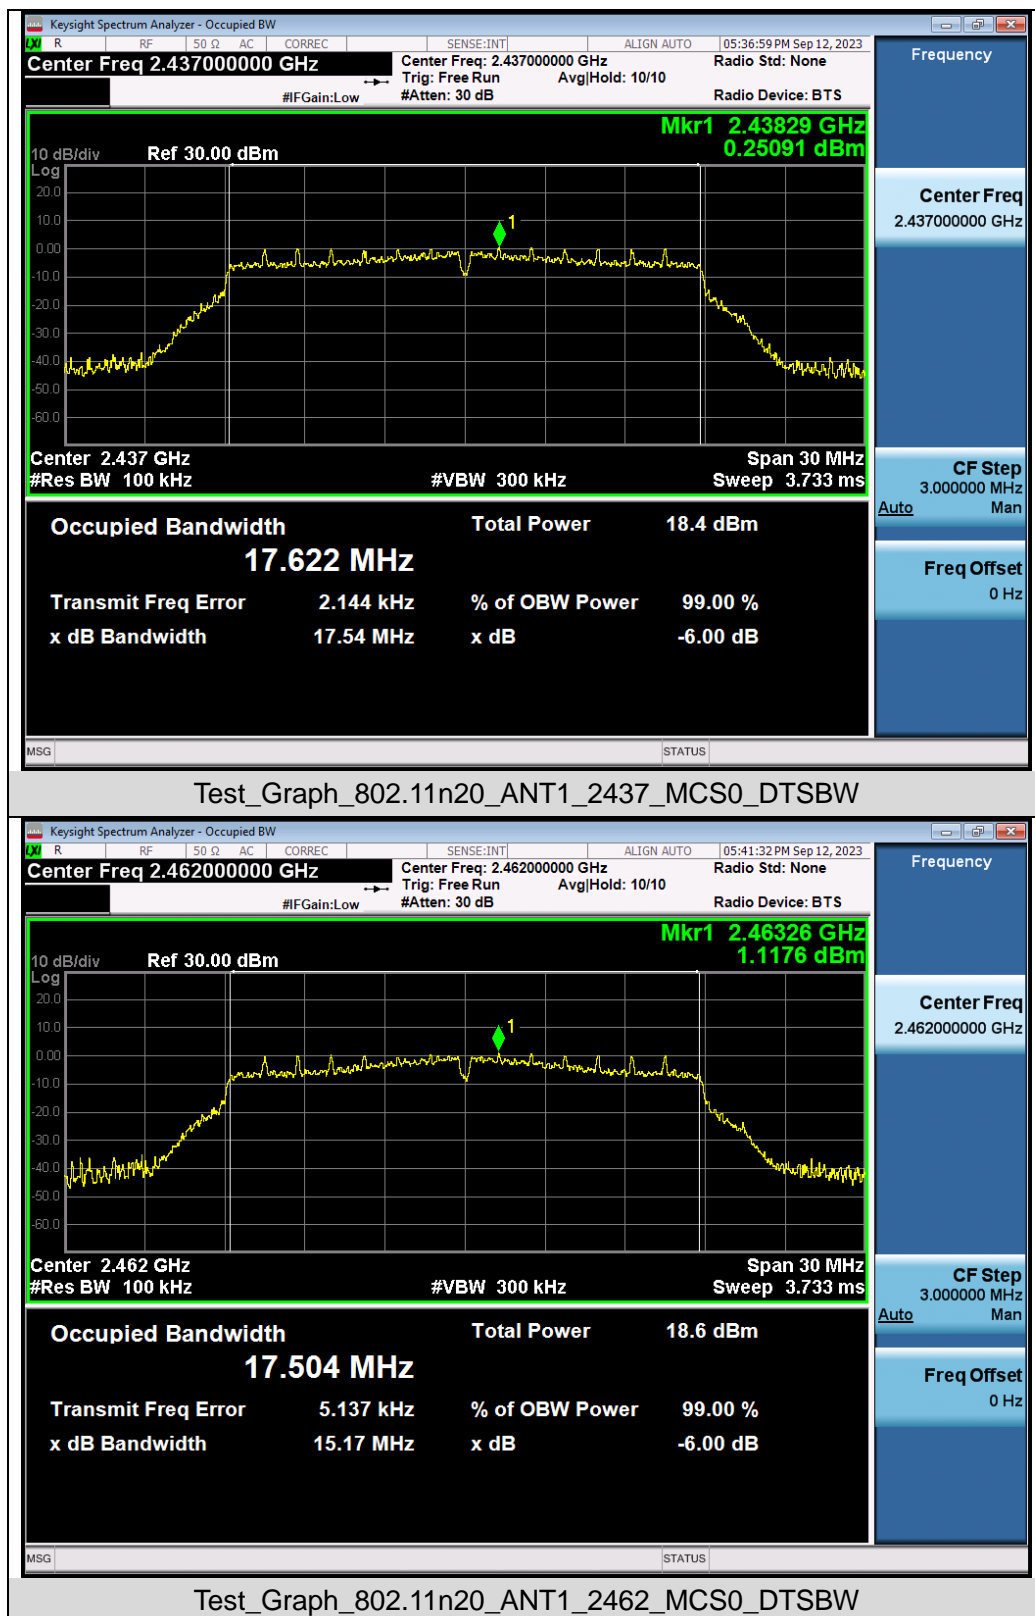 Keysight Spectrum Analyzer - Occupied BW
LXI R RF 50 Ω AC CORREC SENSE:INT ALIGN AUTO 05:36:59 PM Sep 12, 2023
Center Freq 2.437000000 GHz
Center Freq: 2.437000000 GHz
Radio Std: None
Trig: Free Run Avg|Hold: 10/10
#IFGain:Low
#Atten: 30 dB
Radio Device: BTS
Frequency
Mkr1 2.43829 GHz
0.25091 dBm
10 dB/div Ref 30.00 dBm
Log
20.0
10.0
0.00
-10.0
-20.0
-30.0
-40.0
-50.0
-60.0
1
Center 2.437 GHz
Span 30 MHz
#Res BW 100 kHz
#VBW 300 kHz
Sweep 3.733 ms
Center Freq
2.437000000 GHz
CF Step
3.000000 MHz
Auto Man
Freq Offset
0 Hz
Occupied Bandwidth
17.622 MHz
Total Power 18.4 dBm
Transmit Freq Error 2.144 kHz
% of OBW Power 99.00 %
x dB Bandwidth 17.54 MHz
x dB -6.00 dB
MSG
STATUS
Test_Graph_802.11n20_ANT1_2437_MCS0_DTSBW
Keysight Spectrum Analyzer - Occupied BW
LXI R RF 50 Ω AC CORREC SENSE:INT ALIGN AUTO 05:41:32 PM Sep 12, 2023
Center Freq 2.462000000 GHz
Center Freq: 2.462000000 GHz
Radio Std: None
Trig: Free Run Avg|Hold: 10/10
#IFGain:Low
#Atten: 30 dB
Radio Device: BTS
Frequency
Mkr1 2.46326 GHz
1.1176 dBm
10 dB/div Ref 30.00 dBm
Log
20.0
10.0
0.00
-10.0
-20.0
-30.0
-40.0
-50.0
-60.0
1
Center 2.462 GHz
Span 30 MHz
#Res BW 100 kHz
#VBW 300 kHz
Sweep 3.733 ms
Center Freq
2.462000000 GHz
CF Step
3.000000 MHz
Auto Man
Freq Offset
0 Hz
Occupied Bandwidth
17.504 MHz
Total Power 18.6 dBm
Transmit Freq Error 5.137 kHz
% of OBW Power 99.00 %
x dB Bandwidth 15.17 MHz
x dB -6.00 dB
MSG
STATUS
Test_Graph_802.11n20_ANT1_2462_MCS0_DTSBW